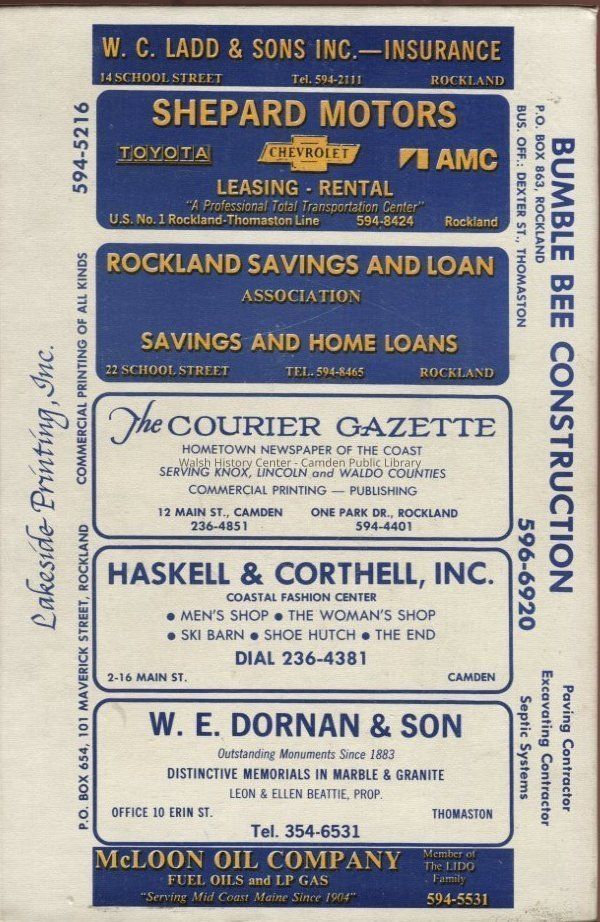 W. C. LADD & SONS INC.—INSURANCE
14 SCHOOL STREET Tel. 594-2111 ROCKLAND
SHEPARD MOTORS
TOYOTA CHEVROLET AMC
LEASING - RENTAL
"A Professional Total Transportation Center"
U.S. No. 1 Rockland-Thomaston Line 594-8424 Rockland
ROCKLAND SAVINGS AND LOAN
ASSOCIATION
SAVINGS AND HOME LOANS
22 SCHOOL STREET TEL. 594-8465 ROCKLAND
The COURIER GAZETTE
HOMETOWN NEWSPAPER OF THE COAST
Walsh History Center - Camden Public Library
SERVING KNOX, LINCOLN and WALDO COUNTIES
COMMERCIAL PRINTING — PUBLISHING
12 MAIN ST., CAMDEN ONE PARK DR., ROCKLAND
236-4851 594-4401
HASKELL & CORTHELL, INC.
COASTAL FASHION CENTER
● MEN'S SHOP ● THE WOMAN'S SHOP
● SKI BARN ● SHOE HUTCH ● THE END
DIAL 236-4381
2-16 MAIN ST. CAMDEN
W. E. DORNAN & SON
Outstanding Monuments Since 1883
DISTINCTIVE MEMORIALS IN MARBLE & GRANITE
LEON & ELLEN BEATTIE, PROP.
OFFICE 10 ERIN ST. THOMASTON
Tel. 354-6531
McLOON OIL COMPANY
FUEL OILS and LP GAS
"Serving Mid Coast Maine Since 1904"
Member of
The LIDO
Family
594-5531
Lakeside Printing, Inc.
P.O. BOX 654, 101 MAVERICK STREET, ROCKLAND COMMERCIAL PRINTING OF ALL KINDS 594-5216
BUMBLE BEE CONSTRUCTION
P.O. BOX 863, ROCKLAND
BUS. OFF.: DEXTER ST., THOMASTON
596-6920
Paving Contractor
Excavating Contractor
Septic Systems